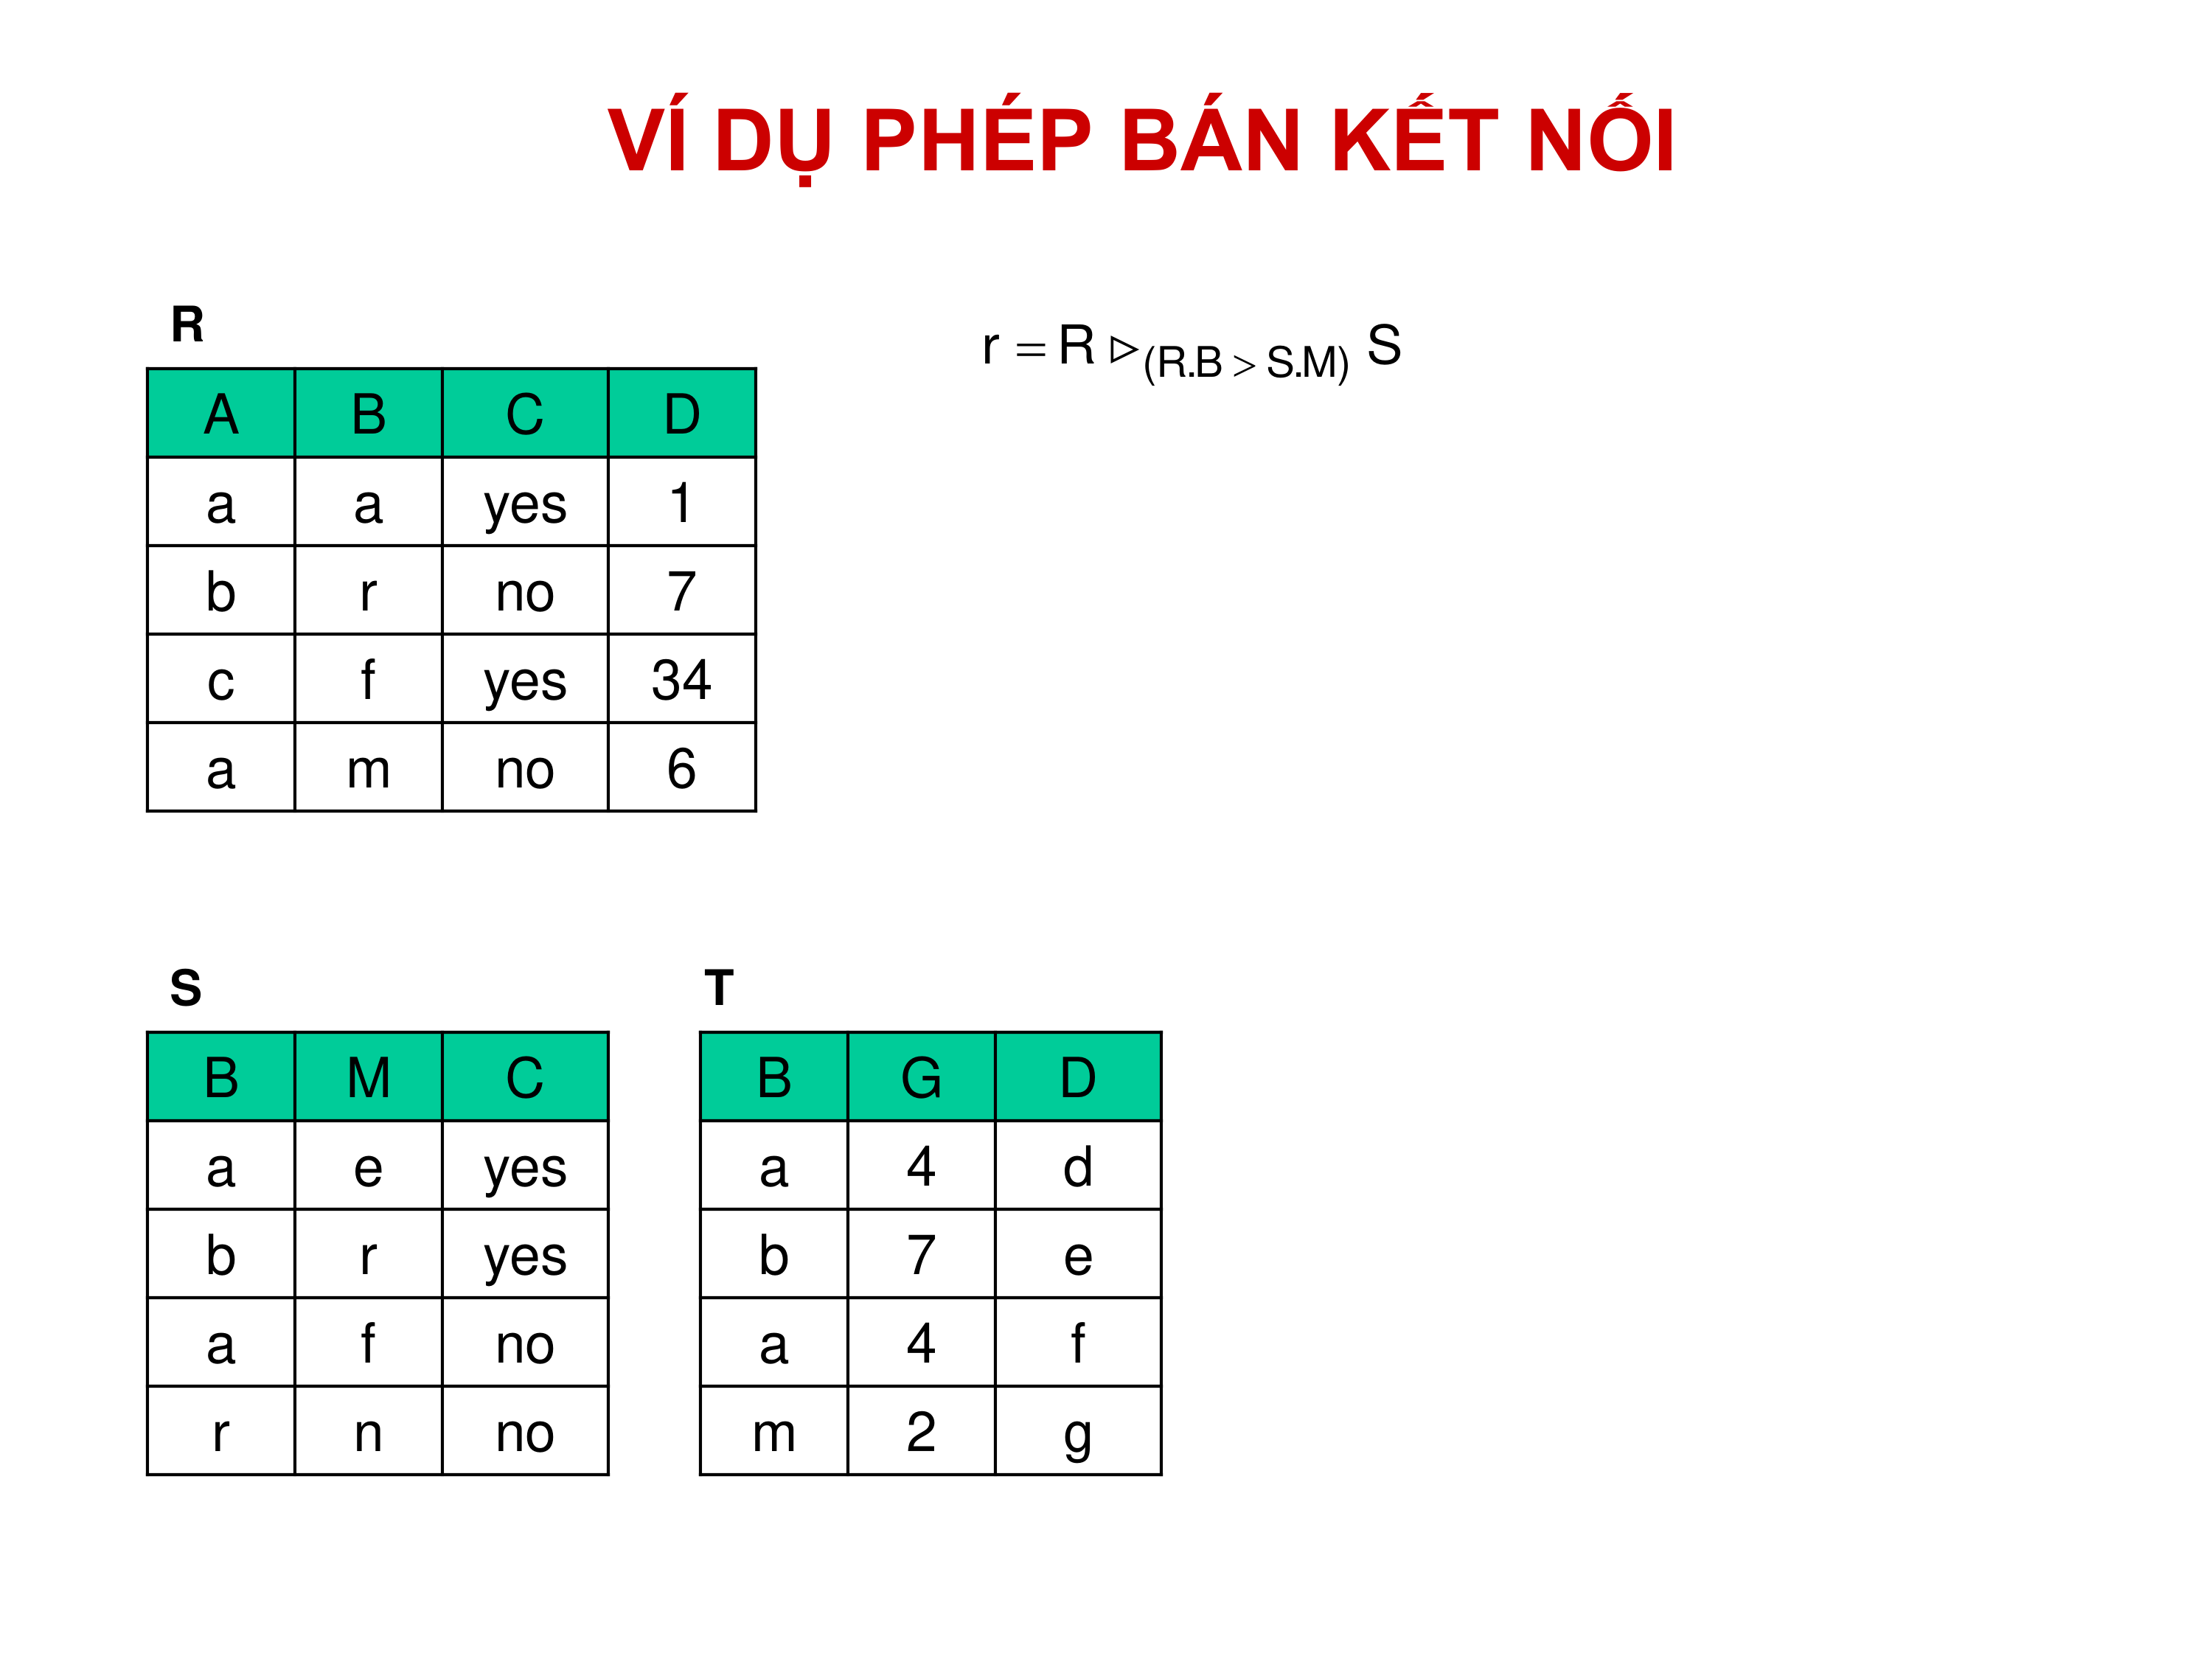 VÍ DỤ PHÉP BÁN KẾT NỐI
R
r = R ▷(R.B > S.M) S
A B C D
a a yes 1
b r no 7
c f yes 34
a m no 6
S
B M C
a e yes
b r yes
a f no
r n no
T
B G D
a 4 d
b 7 e
a 4 f
m 2 g